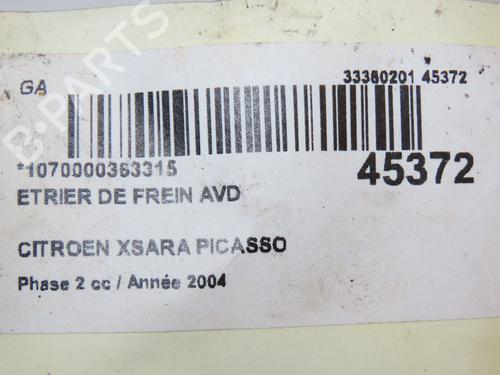 GA
33380201 45372
*1070000363315
45372
ETRIER DE FREIN AVD
CITROEN XSARA PICASSO
Phase 2 cc / Année 2004
B-PARTS